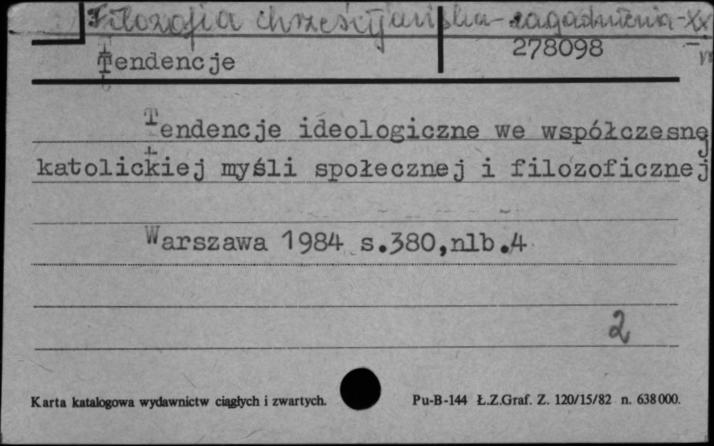 Filozofia chrześcijańska - zagadnienia - XX
278098
Tendencje
Tendencje ideologiczne we współczesnej
katolickiej myśli społecznej i filozoficznej
Warszawa 1984 s.380,nlb.4
2
Karta katalogowa wydawnictw ciągłych i zwartych. Pu-B-144 Ł.Z.Graf. Z. 120/15/82 n. 638000.